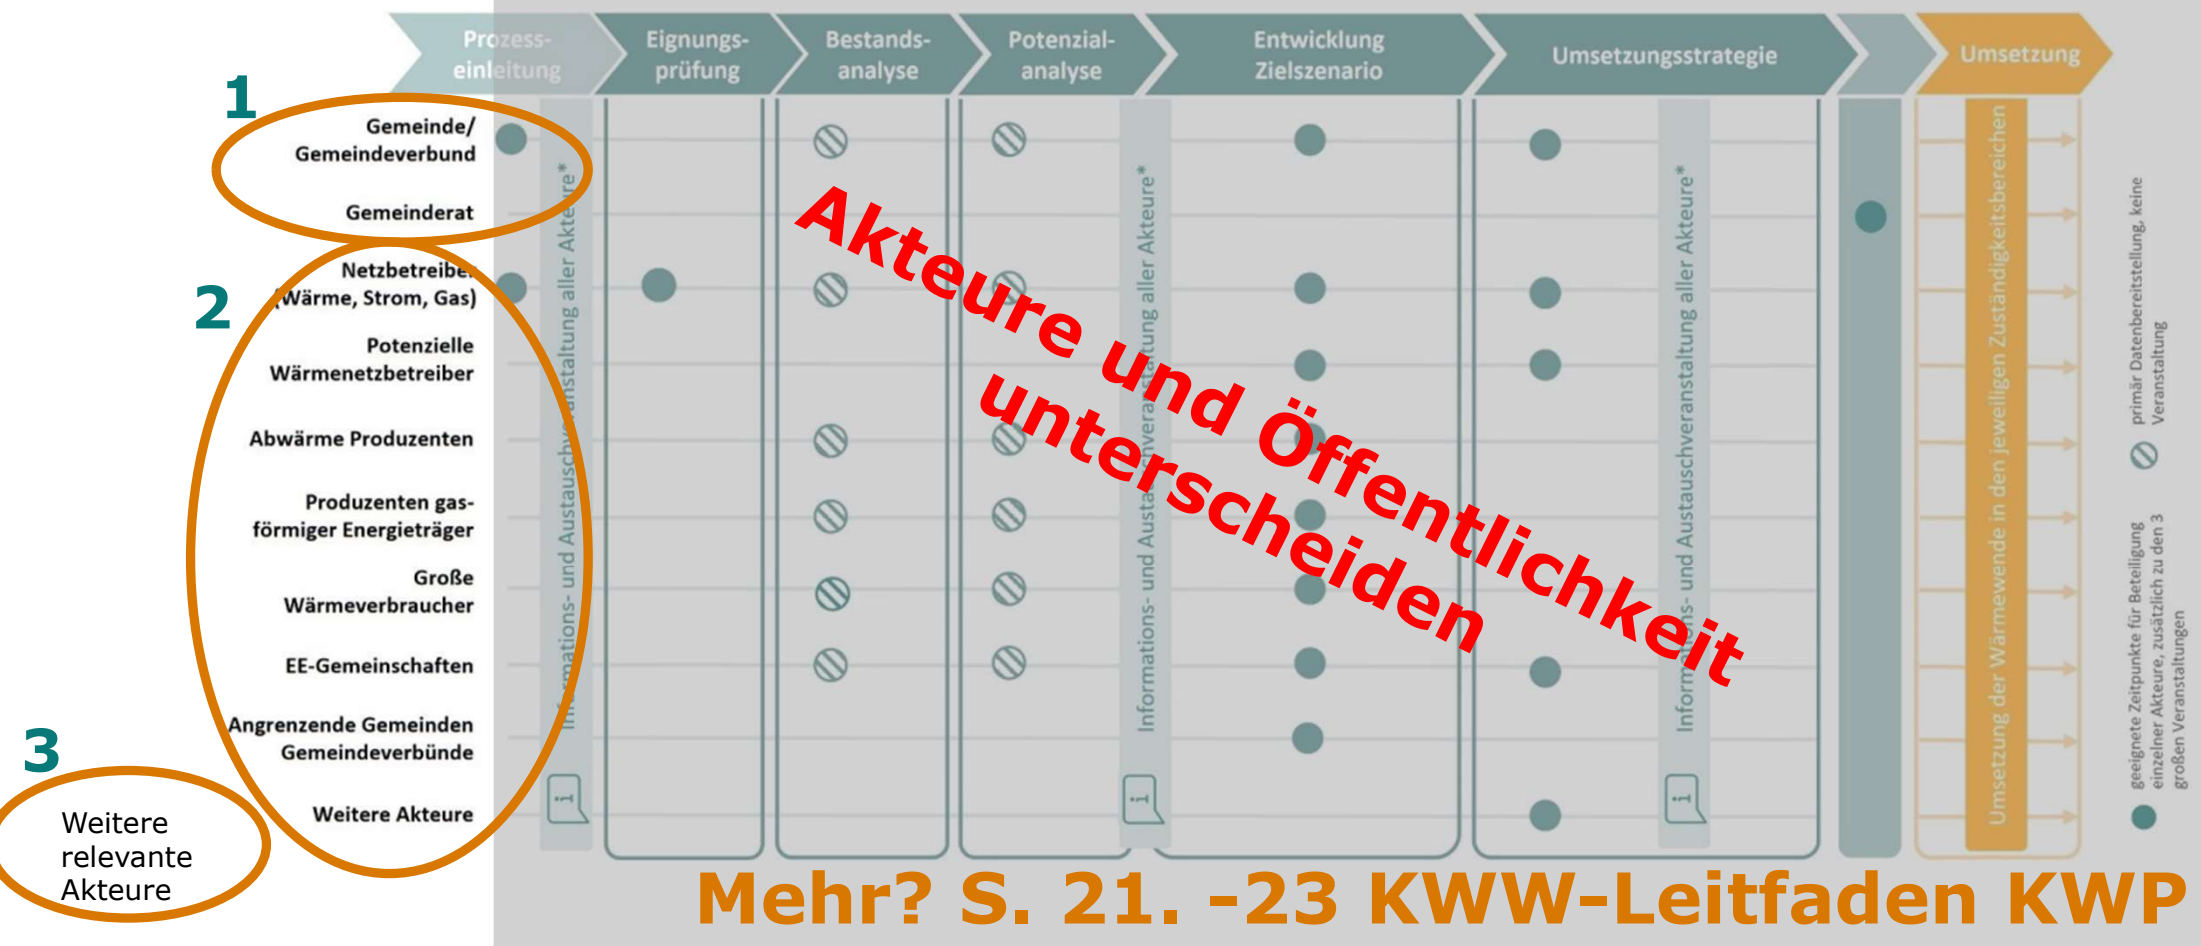 Prozess-
einleitung
Eignungs-
prüfung
Bestands-
analyse
Potenzial-
analyse
Entwicklung
Zielszenario
Umsetzungsstrategie
Umsetzung
1
Gemeinde/
Gemeindeverbund
Gemeinderat
2
Netzbetreiber
(Wärme, Strom, Gas)
Potenzielle
Wärmenetzbetreiber
Abwärme Produzenten
Produzenten gas-
förmiger Energieträger
Große
Wärmeverbraucher
EE-Gemeinschaften
Angrenzende Gemeinden
Gemeindeverbünde
Weitere Akteure
3
Weitere
relevante
Akteure
Informations- und Austauschveranstaltung aller Akteure*
i
Informations- und Austauschveranstaltung aller Akteure*
i
Informations- und Austauschveranstaltung aller Akteure*
i
Umsetzung der Wärmewende in den jeweiligen Zuständigkeitsbereichen
Akteure und Öffentlichkeit
unterscheiden
geeignete Zeitpunkte für Beteiligung
einzelner Akteure, zusätzlich zu den 3
großen Veranstaltungen
primär Datenbereitstellung, keine
Veranstaltung
Mehr? S. 21. -23 KWW-Leitfaden KWP